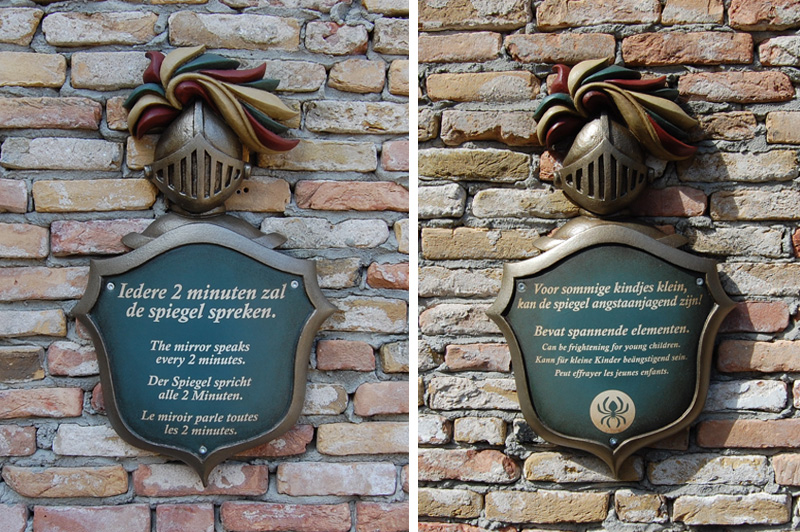 Iedere 2 minuten zal
de spiegel spreken.
The mirror speaks
every 2 minutes.
Der Spiegel spricht
alle 2 Minuten.
Le miroir parle toutes
les 2 minutes.
Voor sommige kindjes klein,
kan de spiegel angstaanjagend zijn!
Bevat spannende elementen.
Can be frightening for young children.
Kann für kleine Kinder beängstigend sein.
Peut effrayer les jeunes enfants.